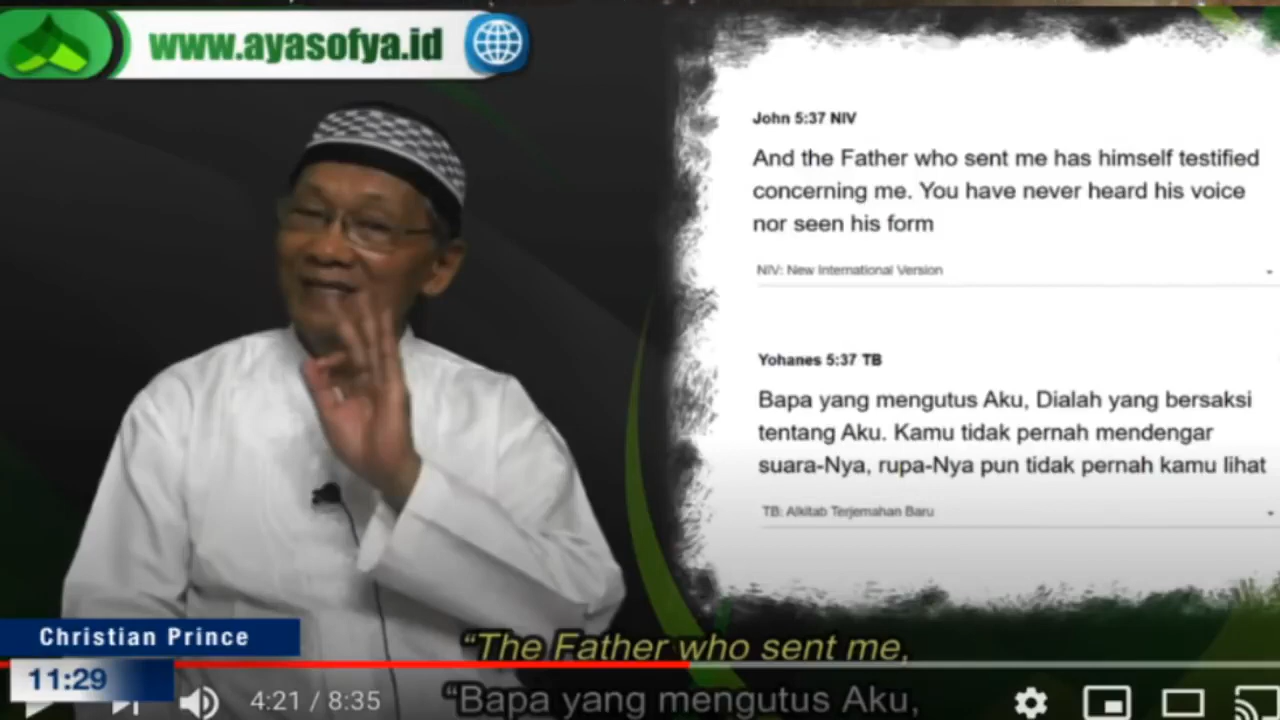 www.ayasofya.id
John 5:37 NIV
And the Father who sent me has himself testified
concerning me. You have never heard his voice
nor seen his form
NIV: New International Version
Yohanes 5:37 TB
Bapa yang mengutus Aku, Dialah yang bersaksi
tentang Aku. Kamu tidak pernah mendengar
suara-Nya, rupa-Nya pun tidak pernah kamu lihat
TB: Alkitab Terjemahan Baru
Christian Prince
“The Father who sent me,
11:29
4:21 / 8:35
“Bapa yang mengutus Aku,